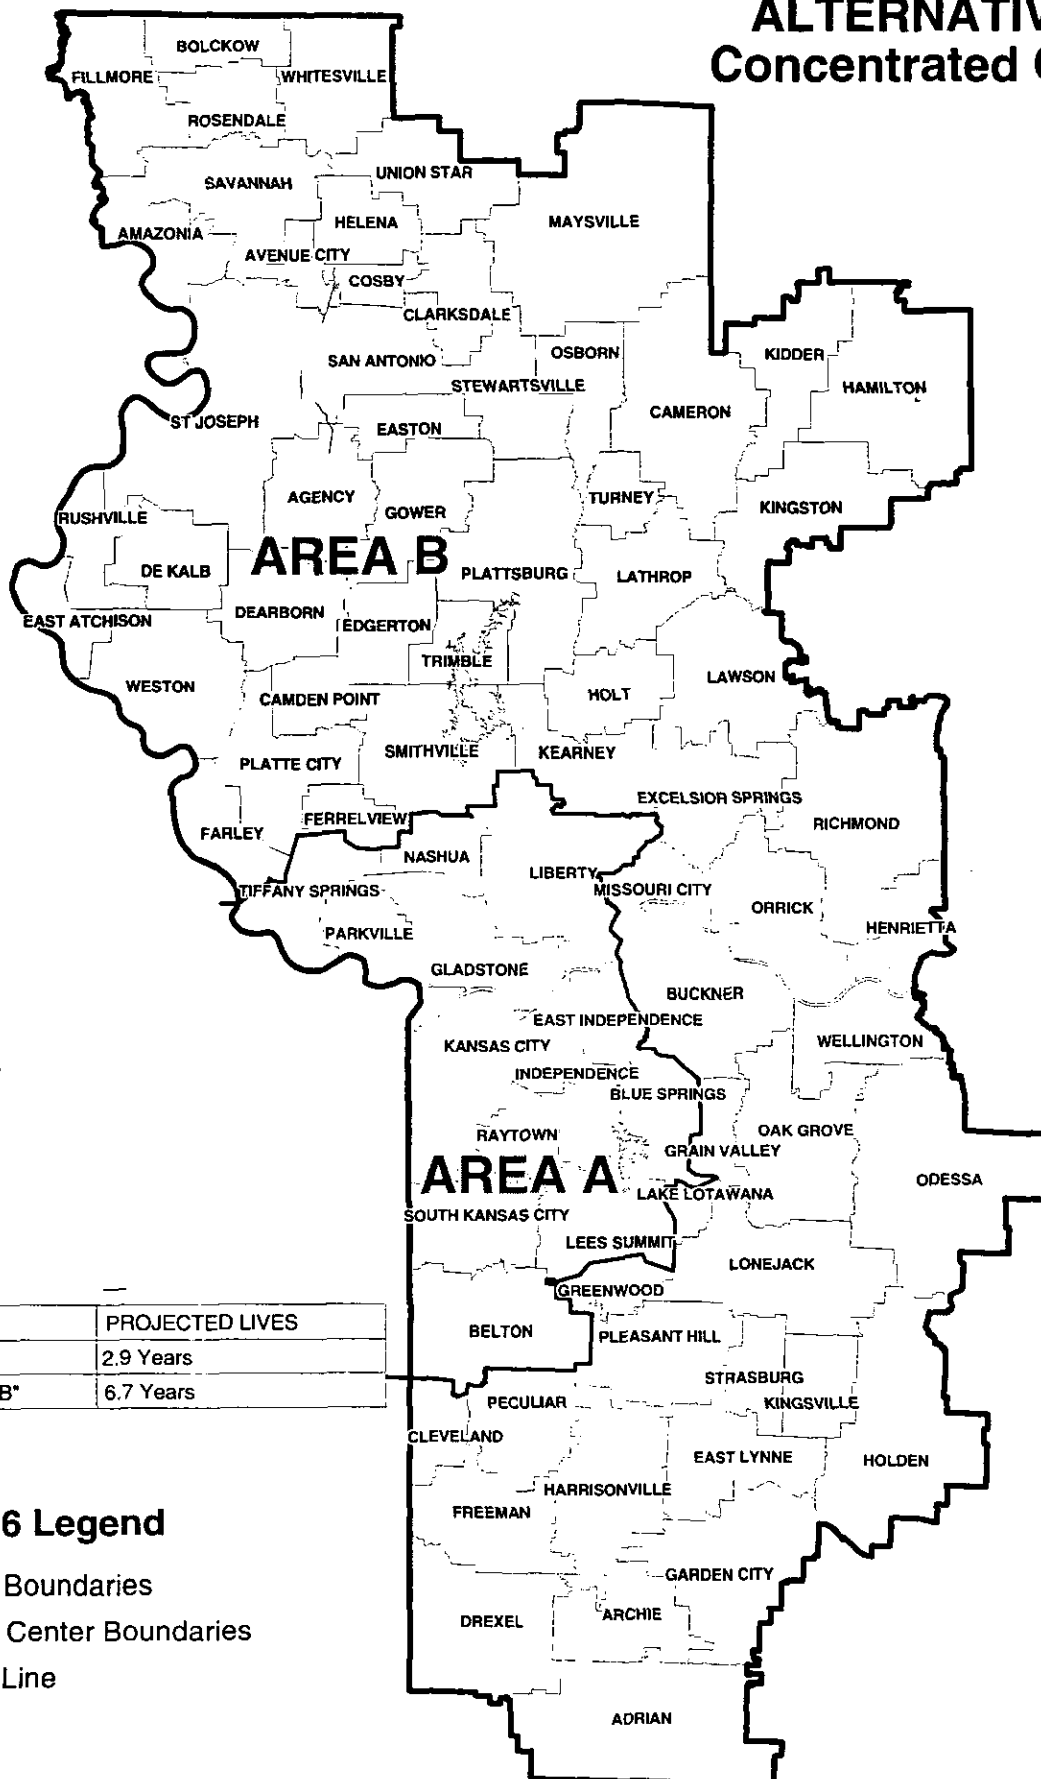 ALTERNATIV
Concentrated
BOLCKOW
FILLMORE
WHITESVILLE
ROSENDALE
UNION STAR
SAVANNAH
HELENA
MAYSVILLE
AMAZONIA
AVENUE CITY
COSBY
CLARKSDALE
OSBORN
KIDDER
SAN ANTONIO
STEWARTSVILLE
HAMILTON
CAMERON
ST JOSEPH
EASTON
AGENCY
TURNEY
GOWER
KINGSTON
RUSHVILLE
AREA B
DE KALB
PLATTSBURG
LATHROP
DEARBORN
EAST ATCHISON
EDGERTON
TRIMBLE
LAWSON
WESTON
HOLT
CAMDEN POINT
SMITHVILLE
KEARNEY
PLATTE CITY
EXCELSIOR SPRINGS
FERRELVIEW
RICHMOND
FARLEY
NASHUA
LIBERTY
TIFFANY SPRINGS
MISSOURI CITY
ORRICK
PARKVILLE
HENRIETTA
GLADSTONE
BUCKNER
EAST INDEPENDENCE
KANSAS CITY
WELLINGTON
INDEPENDENCE
BLUE SPRINGS
OAK GROVE
RAYTOWN
GRAIN VALLEY
AREA A
ODESSA
LAKE LOTAWANA
SOUTH KANSAS CITY
LEES SUMMIT
LONEJACK
GREENWOOD
PROJECTED LIVES
BELTON
PLEASANT HILL
2.9 Years
STRASBURG
B" 6.7 Years
PECULIAR
KINGSVILLE
CLEVELAND
EAST LYNNE
HOLDEN
HARRISONVILLE
FREEMAN
6 Legend
GARDEN CITY
Boundaries
ARCHIE
DREXEL
Center Boundaries
Line
ADRIAN